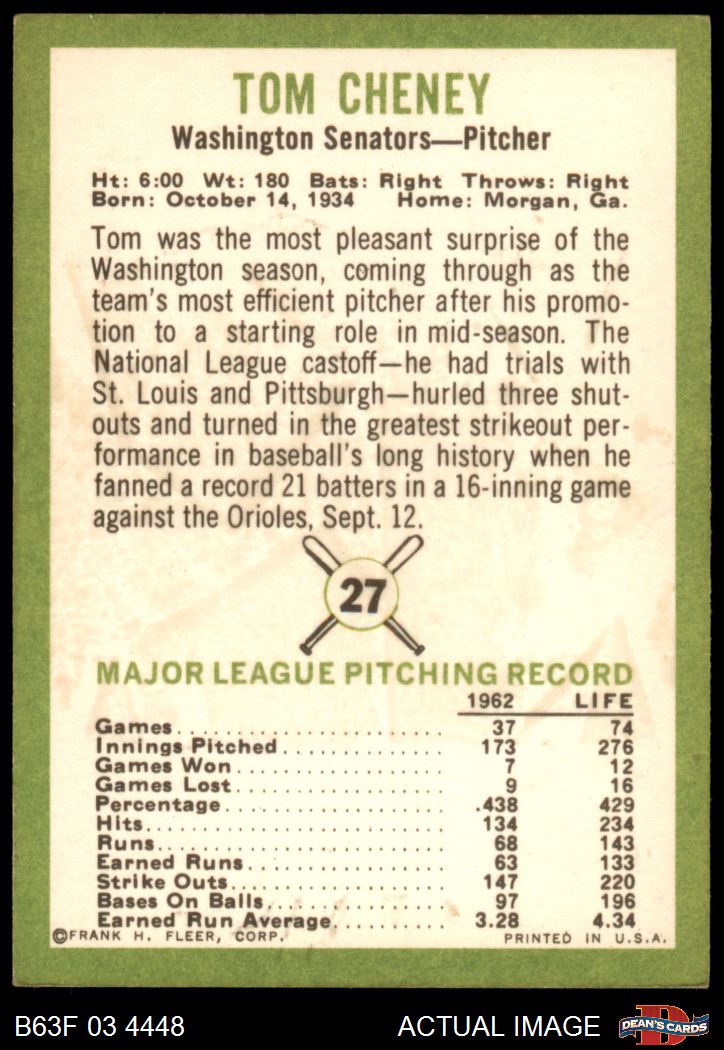 TOM CHENEY
Washington Senators—Pitcher
Ht: 6:00 Wt: 180 Bats: Right Throws: Right
Born: October 14, 1934 Home: Morgan, Ga.
Tom was the most pleasant surprise of the
Washington season, coming through as the
team's most efficient pitcher after his promo-
tion to a starting role in mid-season. The
National League castoff—he had trials with
St. Louis and Pittsburgh—hurled three shut-
outs and turned in the greatest strikeout per-
formance in baseball's long history when he
fanned a record 21 batters in a 16-inning game
against the Orioles, Sept. 12.
27
MAJOR LEAGUE PITCHING RECORD
1962 LIFE
Games........................ 37 74
Innings Pitched.............. 173 276
Games Won.................... 7 12
Games Lost................... 9 16
Percentage................... .438 429
Hits......................... 134 234
Runs......................... 68 143
Earned Runs.................. 63 133
Strike Outs.................. 147 220
Bases On Balls............... 97 196
Earned Run Average.......... 3.28 4.34
©FRANK H. FLEER, CORP. PRINTED IN U.S.A.
B63F 03 4448 ACTUAL IMAGE D DEAN'S CARDS